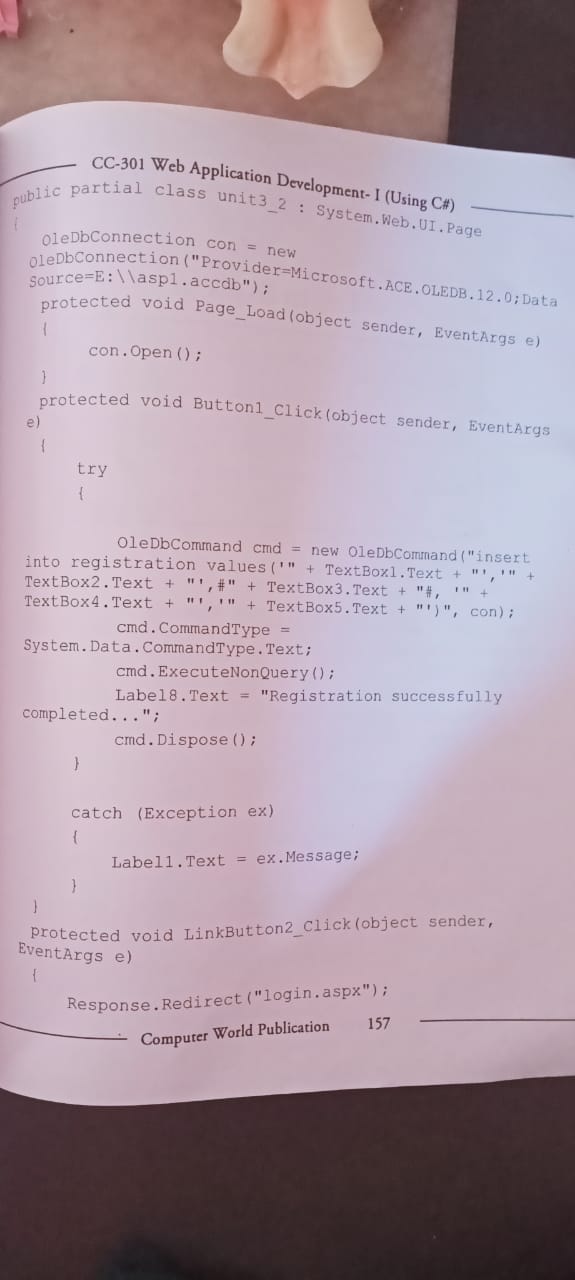 CC-301 Web Application Development- I (Using C#)
public partial class unit3_2 : System.Web.UI.Page
{
OleDbConnection con = new
OleDbConnection("Provider=Microsoft.ACE.OLEDB.12.0;Data
Source=E:\\asp1.accdb");
protected void Page_Load(object sender, EventArgs e)
{
con.Open();
}
protected void Button1_Click(object sender, EventArgs
e)
{
try
{
OleDbCommand cmd = new OleDbCommand("insert
into registration values('" + TextBox1.Text + "','" +
TextBox2.Text + "',#" + TextBox3.Text + "#, '" +
TextBox4.Text + "','" + TextBox5.Text + "')", con);
cmd.CommandType =
System.Data.CommandType.Text;
cmd.ExecuteNonQuery();
Label8.Text = "Registration successfully
completed...";
cmd.Dispose();
}
catch (Exception ex)
{
Label1.Text = ex.Message;
}
}
protected void LinkButton2_Click(object sender,
EventArgs e)
{
Response.Redirect("login.aspx");
Computer World Publication 157